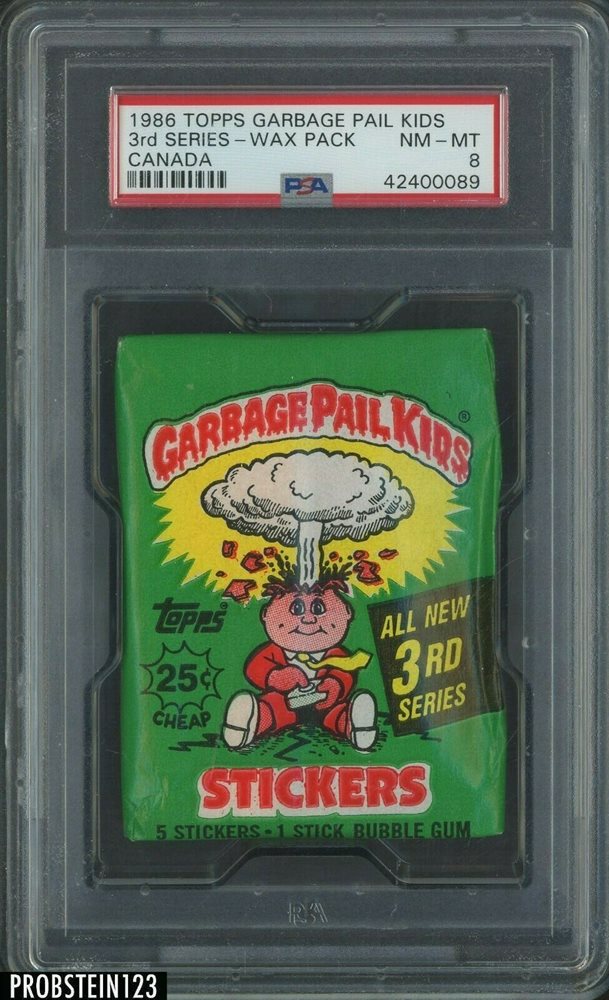 1986 TOPPS GARBAGE PAIL KIDS
3rd SERIES - WAX PACK NM - MT
CANADA 8
PSA 42400089
GARBAGE PAIL KIDS ®
topps®
25¢
CHEAP
ALL NEW
3RD
SERIES
STICKERS
5 STICKERS - 1 STICK BUBBLE GUM
PSA
PROBSTEIN123